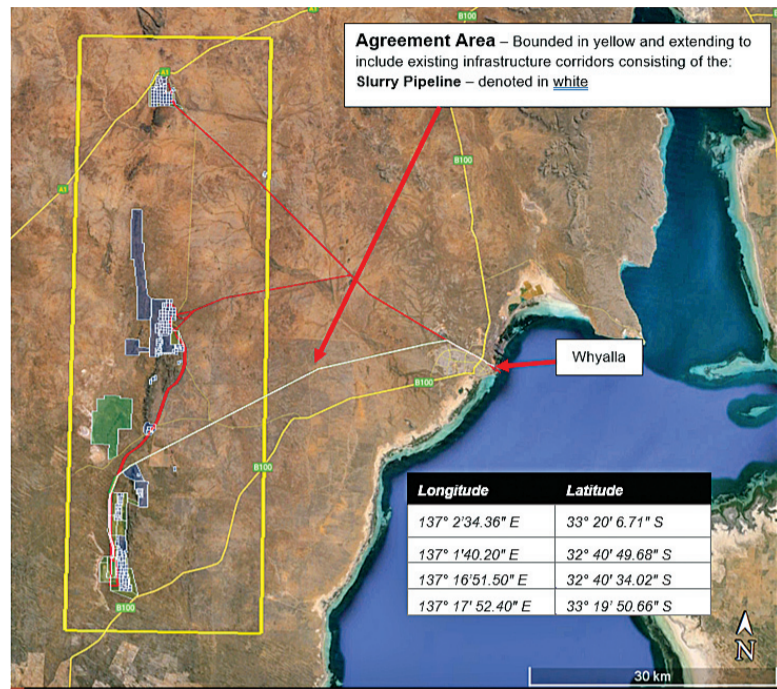 A1
Agreement Area – Bounded in yellow and extending to
include existing infrastructure corridors consisting of the:
Slurry Pipeline – denoted in white
A1
B100
A1
Whyalla
B100
B100
Longitude Latitude
137° 2'34.36" E 33° 20' 6.71" S
137° 1'40.20" E 32° 40' 49.68" S
137° 16'51.50" E 32° 40' 34.02" S
137° 17' 52.40" E 33° 19' 50.66" S
B100
N
30 km